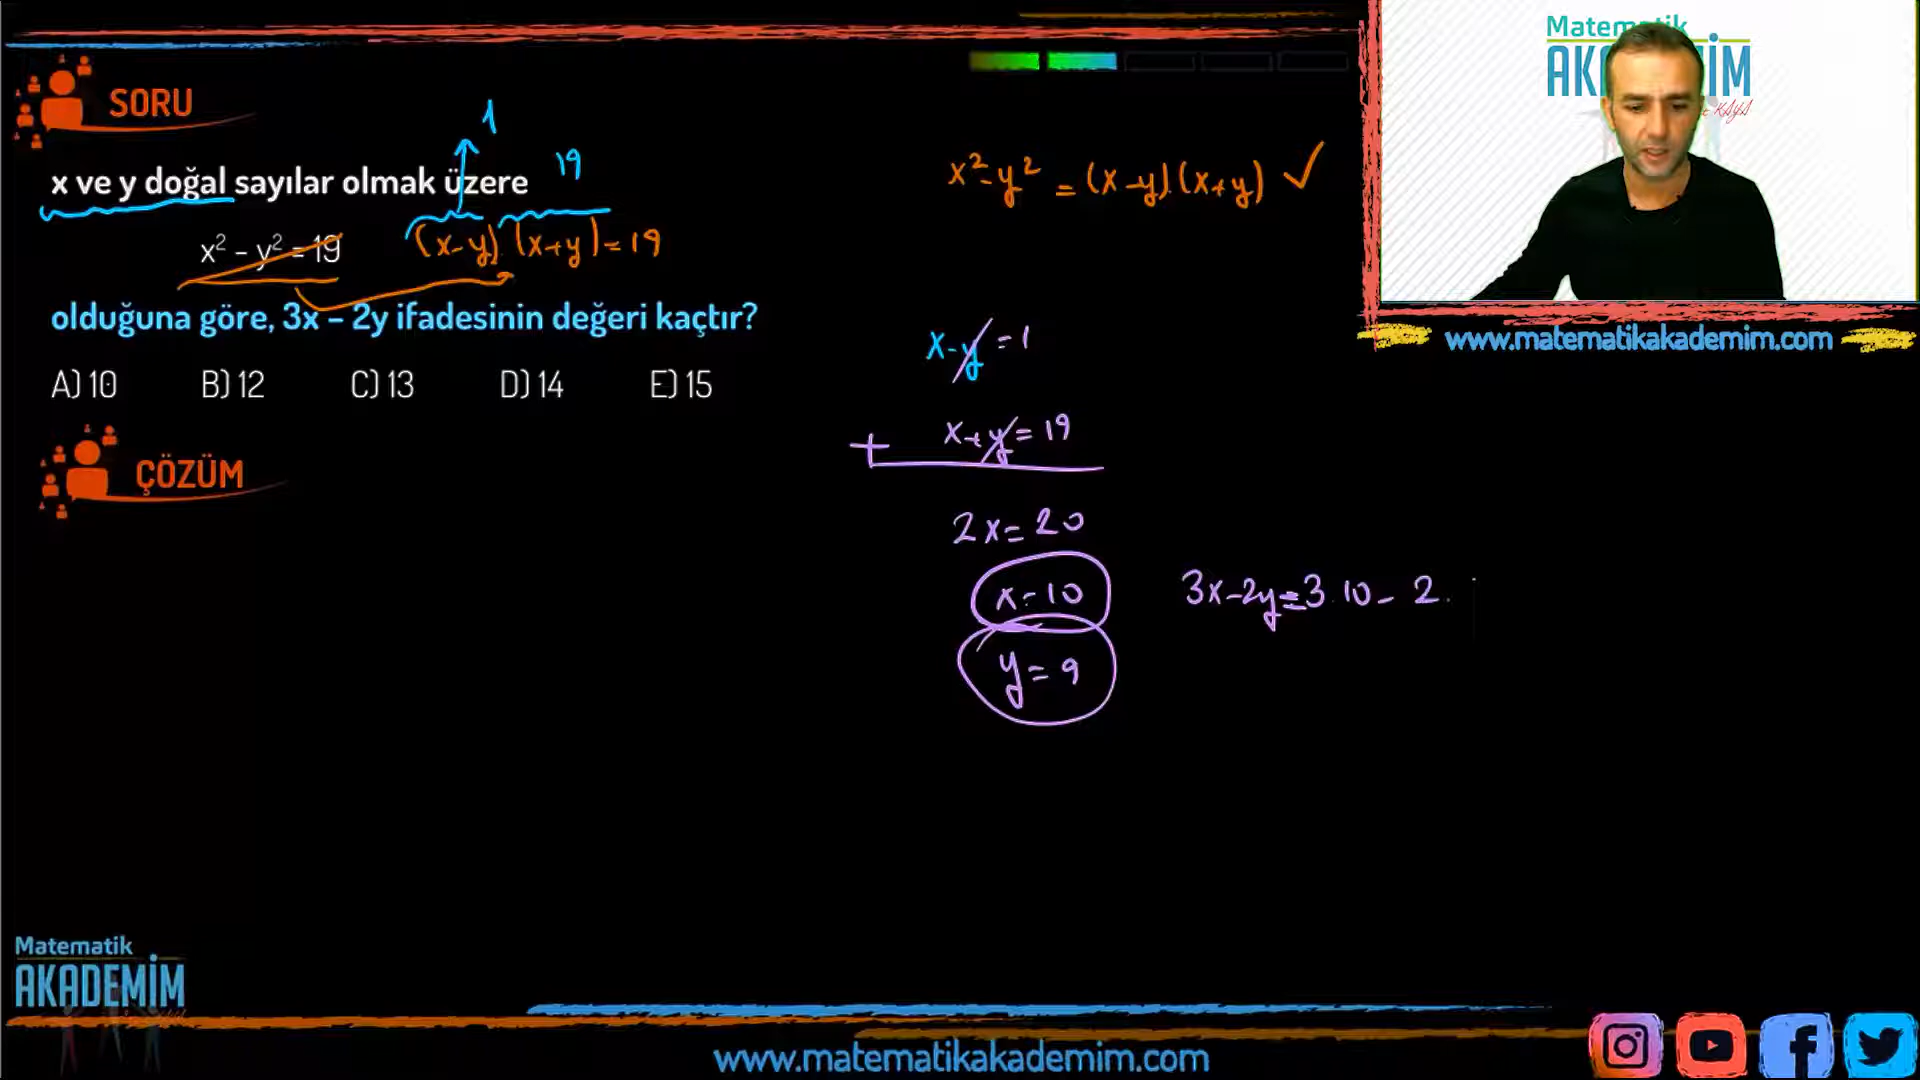 SORU
1
19
x ve y doğal sayılar olmak üzere
x² - y² = 19
(x-y).(x+y)=19
olduğuna göre, 3x - 2y ifadesinin değeri kaçtır?
A) 10 B) 12 C) 13 D) 14 E) 15
ÇÖZÜM
x²-y² = (x-y).(x+y) ✓
x-y=1
+ x+y=19
2x=20
x=10
y=9
3x-2y=3.10-2.
Matematik
AKADEMİM
KAYA
www.matematikakademim.com
Matematik
AKADEMİM
www.matematikakademim.com